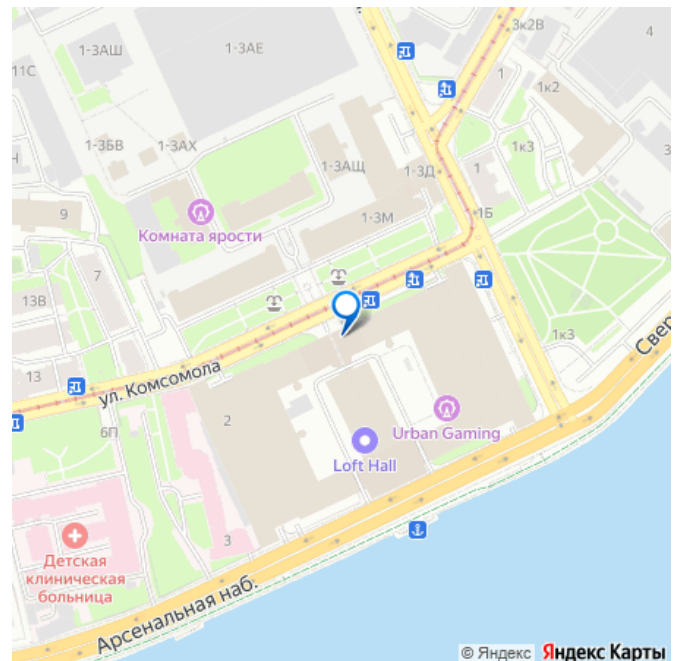 3к2В
4
1-3АШ
1-3АЕ
11С
1
1к2
1-3БВ
1-3АХ
1к3
1-3АЩ
1
1-3Д
9
Комната ярости
1-3М
1Б
7
13В
1к3
Свер
13
ул. Комсомола
2
6П
Urban Gaming
Loft Hall
3
Детская
клиническая
больница
Арсенальная наб.
© Яндекс Яндекс Карты